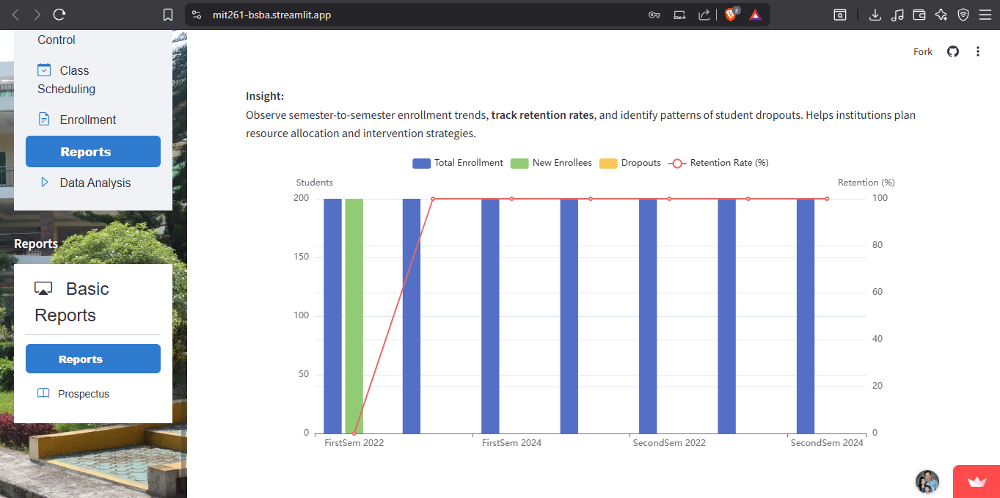 mit261-bsba.streamlit.app
2
Control
Class
Scheduling
Enrollment
Reports
Data Analysis
Reports
Basic
Reports
Reports
Prospectus
Fork
Insight:
Observe semester-to-semester enrollment trends, track retention rates, and identify patterns of student dropouts. Helps institutions plan
resource allocation and intervention strategies.
Total Enrollment New Enrollees Dropouts Retention Rate (%)
Students Retention (%)
200 100
80
150
60
100
40
50
20
0 0
FirstSem 2022 FirstSem 2024 SecondSem 2022 SecondSem 2024